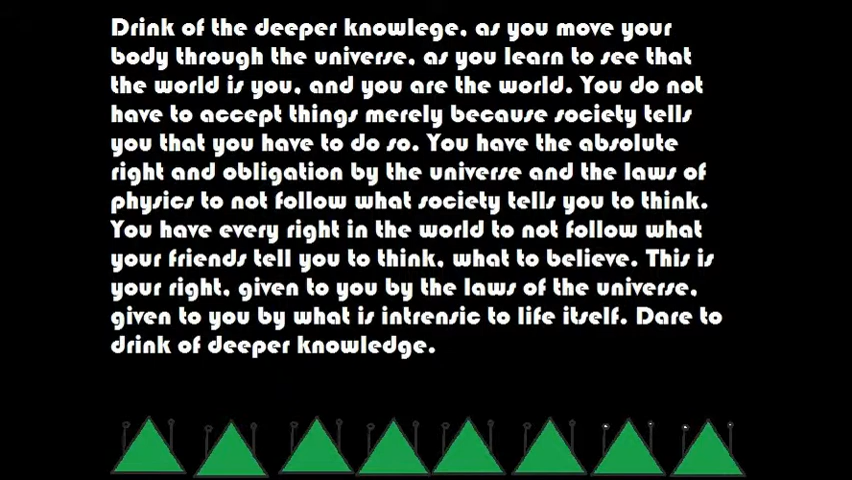 Drink of the deeper knowlege, as you move your
body through the universe, as you learn to see that
the world is you, and you are the world. You do not
have to accept things merely because society tells
you that you have to do so. You have the absolute
right and obligation by the universe and the laws of
physics to not follow what society tells you to think.
You have every right in the world to not follow what
your friends tell you to think, what to believe. This is
your right, given to you by the laws of the universe,
given to you by what is intrensic to life itself. Dare to
drink of deeper knowledge.